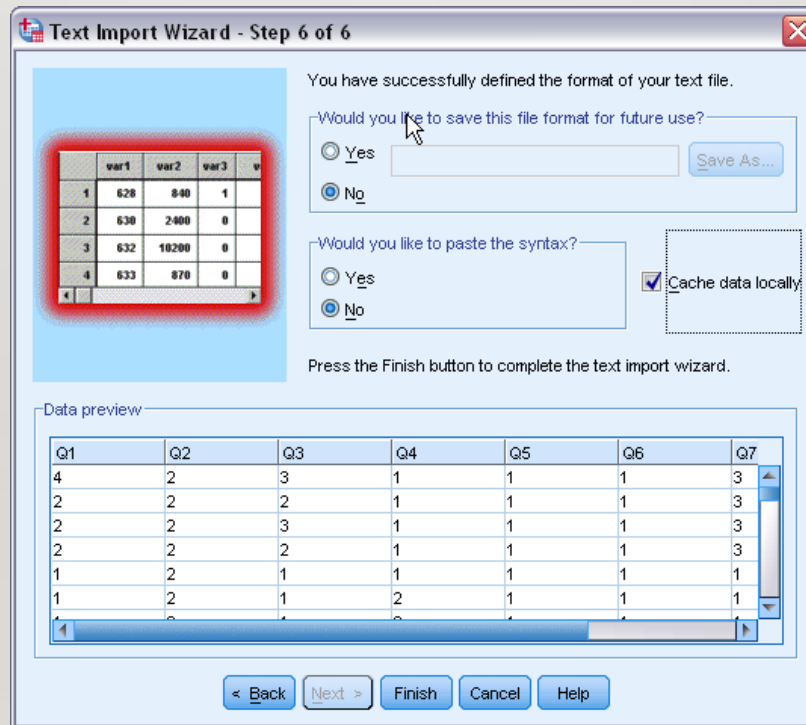 Text Import Wizard - Step 6 of 6
You have successfully defined the format of your text file.
Would you like to save this file format for future use?
Yes
Save As...
No
var1 var2 var3
1 628 840 1
2 630 2400 0
3 632 10200 0
4 633 870 0
Would you like to paste the syntax?
Yes
No
Cache data locally
Press the Finish button to complete the text import wizard.
Data preview
Q1 Q2 Q3 Q4 Q5 Q6 Q7
4 2 3 1 1 1 3
2 2 2 1 1 1 3
2 2 3 1 1 1 3
2 2 2 1 1 1 3
1 2 1 1 1 1 1
1 2 1 2 1 1 1
< Back Next > Finish Cancel Help